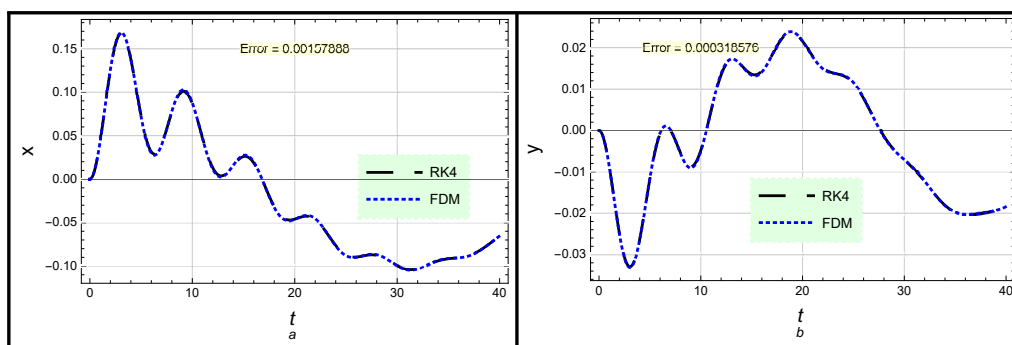 Error = 0.00157888
0.15
0.10
0.05
0.00
−0.05
−0.10
x
RK4
FDM
0 10 20 30 40
t
a
Error = 0.000318576
0.02
0.01
0.00
−0.01
−0.02
−0.03
y
RK4
FDM
0 10 20 30 40
t
b